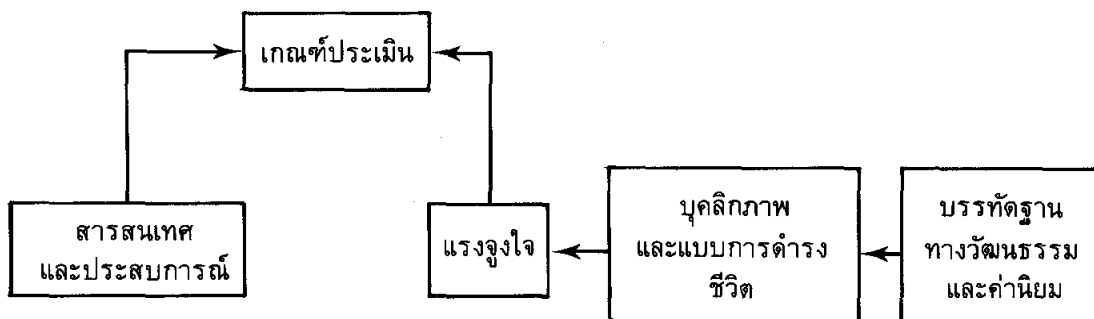 เกณฑ์ประเมิน
สารสนเทศ
และประสบการณ์
แรงจูงใจ
บุคลิกภาพ
และแบบการดำรง
ชีวิต
บรรทัดฐาน
ทางวัฒนธรรม
และค่านิยม